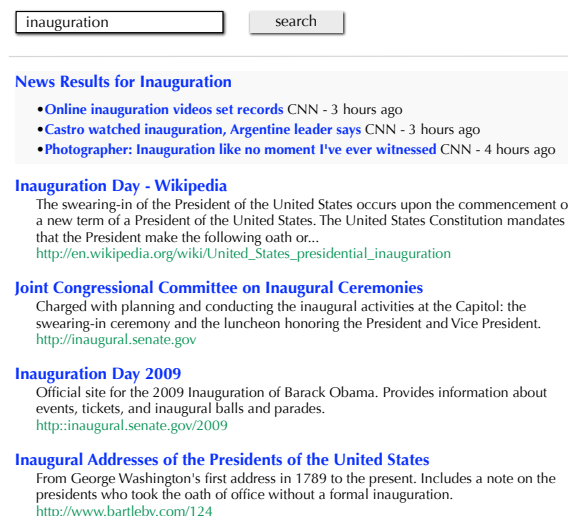 inauguration
search
News Results for Inauguration
•Online inauguration videos set records CNN - 3 hours ago
•Castro watched inauguration, Argentine leader says CNN - 3 hours ago
•Photographer: Inauguration like no moment I've ever witnessed CNN - 4 hours ago
Inauguration Day - Wikipedia
The swearing-in of the President of the United States occurs upon the commencement o
a new term of a President of the United States. The United States Constitution mandates
that the President make the following oath or...
http://en.wikipedia.org/wiki/United_States_presidential_inauguration
Joint Congressional Committee on Inaugural Ceremonies
Charged with planning and conducting the inaugural activities at the Capitol: the
swearing-in ceremony and the luncheon honoring the President and Vice President.
http://inaugural.senate.gov
Inauguration Day 2009
Official site for the 2009 Inauguration of Barack Obama. Provides information about
events, tickets, and inaugural balls and parades.
http::inaugural.senate.gov/2009
Inaugural Addresses of the Presidents of the United States
From George Washington's first address in 1789 to the present. Includes a note on the
presidents who took the oath of office without a formal inauguration.
http://www.bartleby.com/124